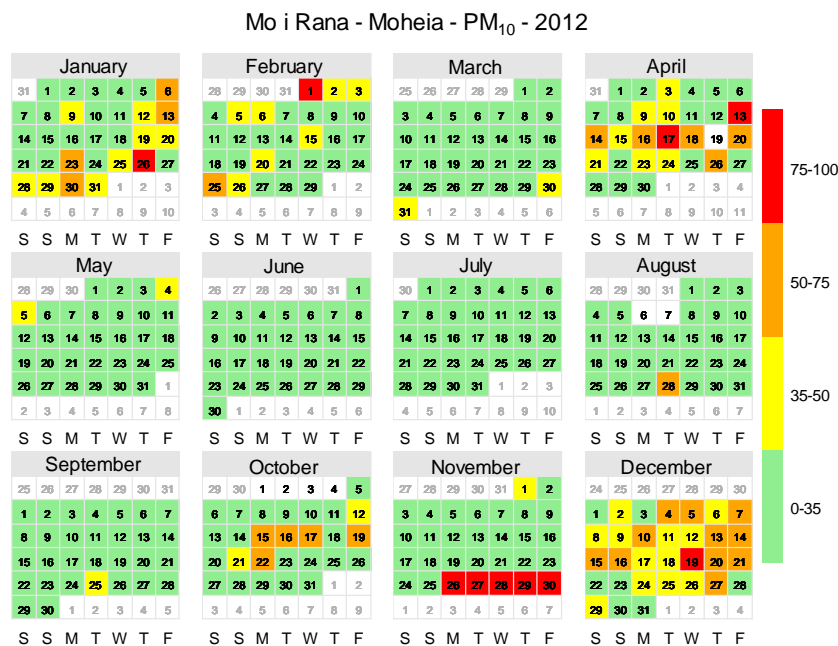 Mo i Rana - Moheia - PM₁₀ - 2012
January
31 1 2 3 4 5 6
7 8 9 10 11 12 13
14 15 16 17 18 19 20
21 22 23 24 25 26 27
28 29 30 31 1 2 3
4 5 6 7 8 9 10
S S M T W T F
February
28 29 30 31 1 2 3
4 5 6 7 8 9 10
11 12 13 14 15 16 17
18 19 20 21 22 23 24
25 26 27 28 29 1 2
3 4 5 6 7 8 9
S S M T W T F
March
25 26 27 28 29 1 2
3 4 5 6 7 8 9
10 11 12 13 14 15 16
17 18 19 20 21 22 23
24 25 26 27 28 29 30
31 1 2 3 4 5 6
S S M T W T F
April
31 1 2 3 4 5 6
7 8 9 10 11 12 13
14 15 16 17 18 19 20
21 22 23 24 25 26 27
28 29 30 1 2 3 4
5 6 7 8 9 10 11
S S M T W T F
May
28 29 30 1 2 3 4
5 6 7 8 9 10 11
12 13 14 15 16 17 18
19 20 21 22 23 24 25
26 27 28 29 30 31 1
2 3 4 5 6 7 8
S S M T W T F
June
26 27 28 29 30 31 1
2 3 4 5 6 7 8
9 10 11 12 13 14 15
16 17 18 19 20 21 22
23 24 25 26 27 28 29
30 1 2 3 4 5 6
S S M T W T F
July
30 1 2 3 4 5 6
7 8 9 10 11 12 13
14 15 16 17 18 19 20
21 22 23 24 25 26 27
28 29 30 31 1 2 3
4 5 6 7 8 9 10
S S M T W T F
August
28 29 30 31 1 2 3
4 5 6 7 8 9 10
11 12 13 14 15 16 17
18 19 20 21 22 23 24
25 26 27 28 29 30 31
1 2 3 4 5 6 7
S S M T W T F
September
25 26 27 28 29 30 31
1 2 3 4 5 6 7
8 9 10 11 12 13 14
15 16 17 18 19 20 21
22 23 24 25 26 27 28
29 30 1 2 3 4 5
S S M T W T F
October
29 30 1 2 3 4 5
6 7 8 9 10 11 12
13 14 15 16 17 18 19
20 21 22 23 24 25 26
27 28 29 30 31 1 2
3 4 5 6 7 8 9
S S M T W T F
November
27 28 29 30 31 1 2
3 4 5 6 7 8 9
10 11 12 13 14 15 16
17 18 19 20 21 22 23
24 25 26 27 28 29 30
1 2 3 4 5 6 7
S S M T W T F
December
24 25 26 27 28 29 30
1 2 3 4 5 6 7
8 9 10 11 12 13 14
15 16 17 18 19 20 21
22 23 24 25 26 27 28
29 30 31 1 2 3 4
S S M T W T F
75-100
50-75
35-50
0-35